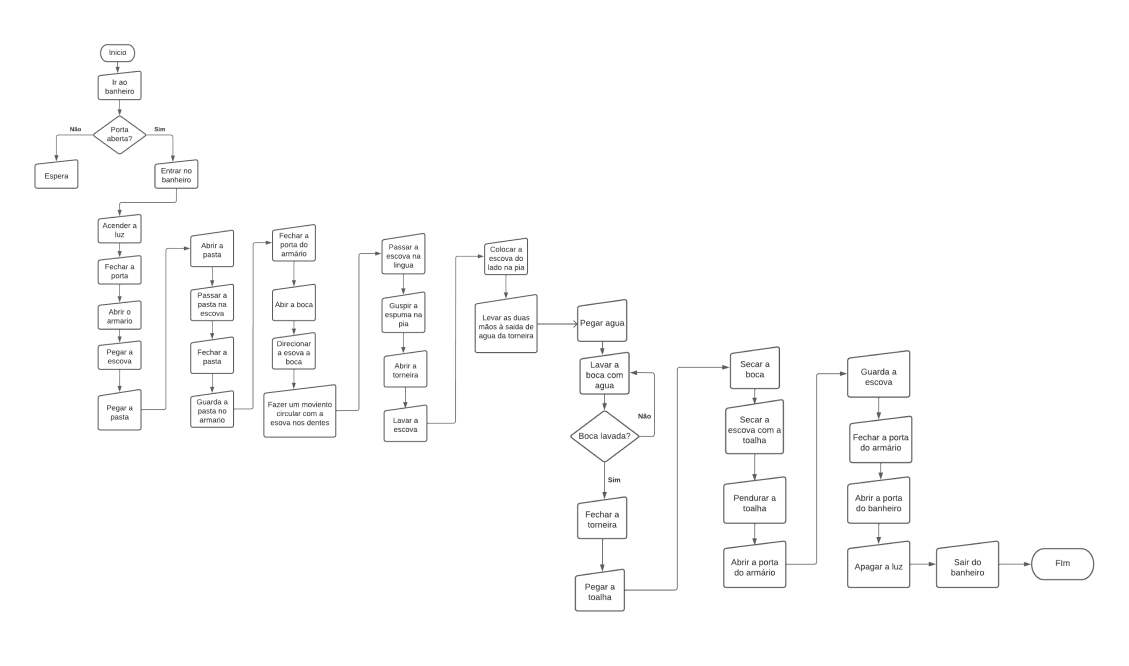 Inicio
Ir ao
banheiro
Porta
aberta?
Não
Sim
Espera
Entrar no
banheiro
Acender a
luz
Fechar a
porta
Abrir o
armario
Pegar a
escova
Pegar a
pasta
Abrir a
pasta
Passar a
pasta na
escova
Fechar a
pasta
Guarda a
pasta no
armario
Fechar a
porta do
armário
Abir a boca
Direcionar
a esova a
boca
Fazer um moviento
circular com a
esova nos dentes
Passar a
escova na
lingua
Guspir a
espuma na
pia
Abrir a
torneira
Lavar a
escova
Colocar a
escova do
lado na pia
Levar as duas
mãos à saida de
agua da torneira
Pegar agua
Lavar a
boca com
agua
Boca lavada?
Não
Sim
Fechar a
torneira
Pegar a
toalha
Secar a
boca
Secar a
escova com a
toalha
Pendurar a
toalha
Abrir a porta
do armário
Guarda a
escova
Fechar a porta
do armário
Abrir a porta
do banheiro
Apagar a luz
Sair do
banheiro
FIm